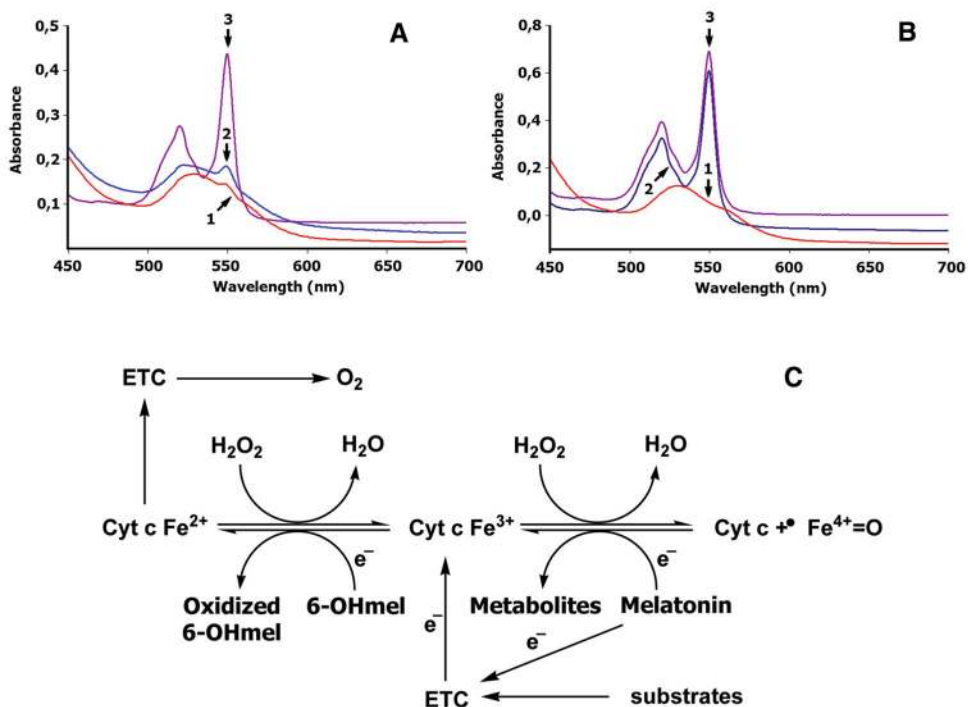 A
Absorbance
0,5
0,4
0,3
0,2
0,1
3
2
1
450 500 550 600 650 700
Wavelength (nm)
B
Absorbance
0,8
0,6
0,4
0,2
0,0
3
1
2
450 500 550 600 650 700
Wavelength (nm)
C
ETC O₂
H₂O₂ H₂O H₂O₂ H₂O
Cyt c Fe²⁺ Cyt c Fe³⁺ Cyt c +• Fe⁴⁺=O
e⁻ e⁻
Oxidized 6-OHmel Metabolites Melatonin
6-OHmel
e⁻ e⁻
ETC substrates